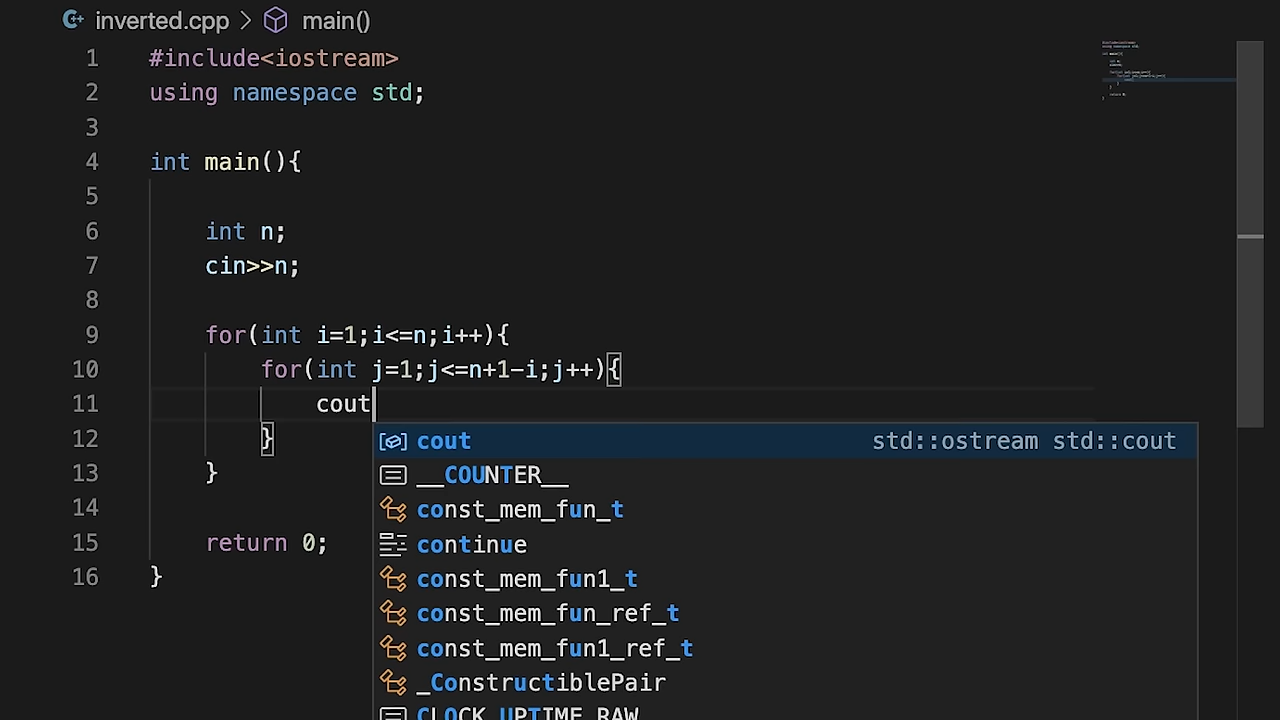 inverted.cpp > main()
1 #include<iostream>
2 using namespace std;
3
4 int main(){
5
6 int n;
7 cin>>n;
8
9 for(int i=1;i<=n;i++){
10 for(int j=1;j<=n+1-i;j++){
11 cout
12 }
cout std::ostream std::cout
__COUNTER__
13 }
const_mem_fun_t
14
continue
15 return 0;
const_mem_fun1_t
16 }
const_mem_fun_ref_t
const_mem_fun1_ref_t
_ConstructiblePair
CLOCK_UPTIME_RAW